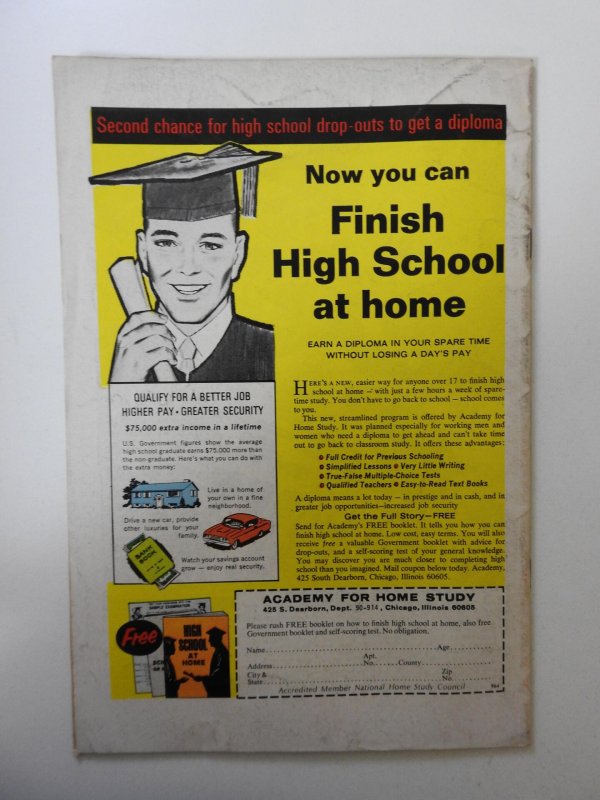 Second chance for high school drop-outs to get a diploma
Now you can
Finish
High School
at home
EARN A DIPLOMA IN YOUR SPARE TIME
WITHOUT LOSING A DAY'S PAY
QUALIFY FOR A BETTER JOB
HIGHER PAY • GREATER SECURITY
$75,000 extra income in a lifetime
U.S. Government figures show the average
high school graduate earns $75,000 more than
the non-graduate. Here's what you can do with
the extra money:
Live in a home of
your own in a fine
neighborhood.
Drive a new car, provide
other luxuries for your
family.
BANK
BOOK
Watch your savings account
grow — enjoy real security.
HERE'S A NEW, easier way for anyone over 17 to finish high
school at home — with just a few hours a week of spare-
time study. You don't have to go back to school — school comes
to you.
This new, streamlined program is offered by Academy for
Home Study. It was planned especially for working men and
women who need a diploma to get ahead and can't take time
out to go back to classroom study. It offers these advantages:
• Full Credit for Previous Schooling
• Simplified Lessons • Very Little Writing
• True-False Multiple-Choice Tests
• Qualified Teachers • Easy-to-Read Text Books
A diploma means a lot today — in prestige and in cash, and in
greater job opportunities—increased job security
Get the Full Story—FREE
Send for Academy's FREE booklet. It tells you how you can
finish high school at home. Low cost, easy terms. You will also
receive free a valuable Government booklet with advice for
drop-outs, and a self-scoring test of your general knowledge.
You may discover you are much closer to completing high
school than you imagined. Mail coupon below today. Academy,
425 South Dearborn, Chicago, Illinois 60605.
SAMPLE EXAMINATION
Free
HIGH
SCHOOL
AT
HOME
ACADEMY FOR HOME STUDY
425 S. Dearborn, Dept. 90-814, Chicago, Illinois 60605
Please rush FREE booklet on how to finish high school at home, also free
Government booklet and self-scoring test. No obligation.
Name Age
Apt.
Address No. County
City & Zip
State No.
Accredited Member National Home Study Council